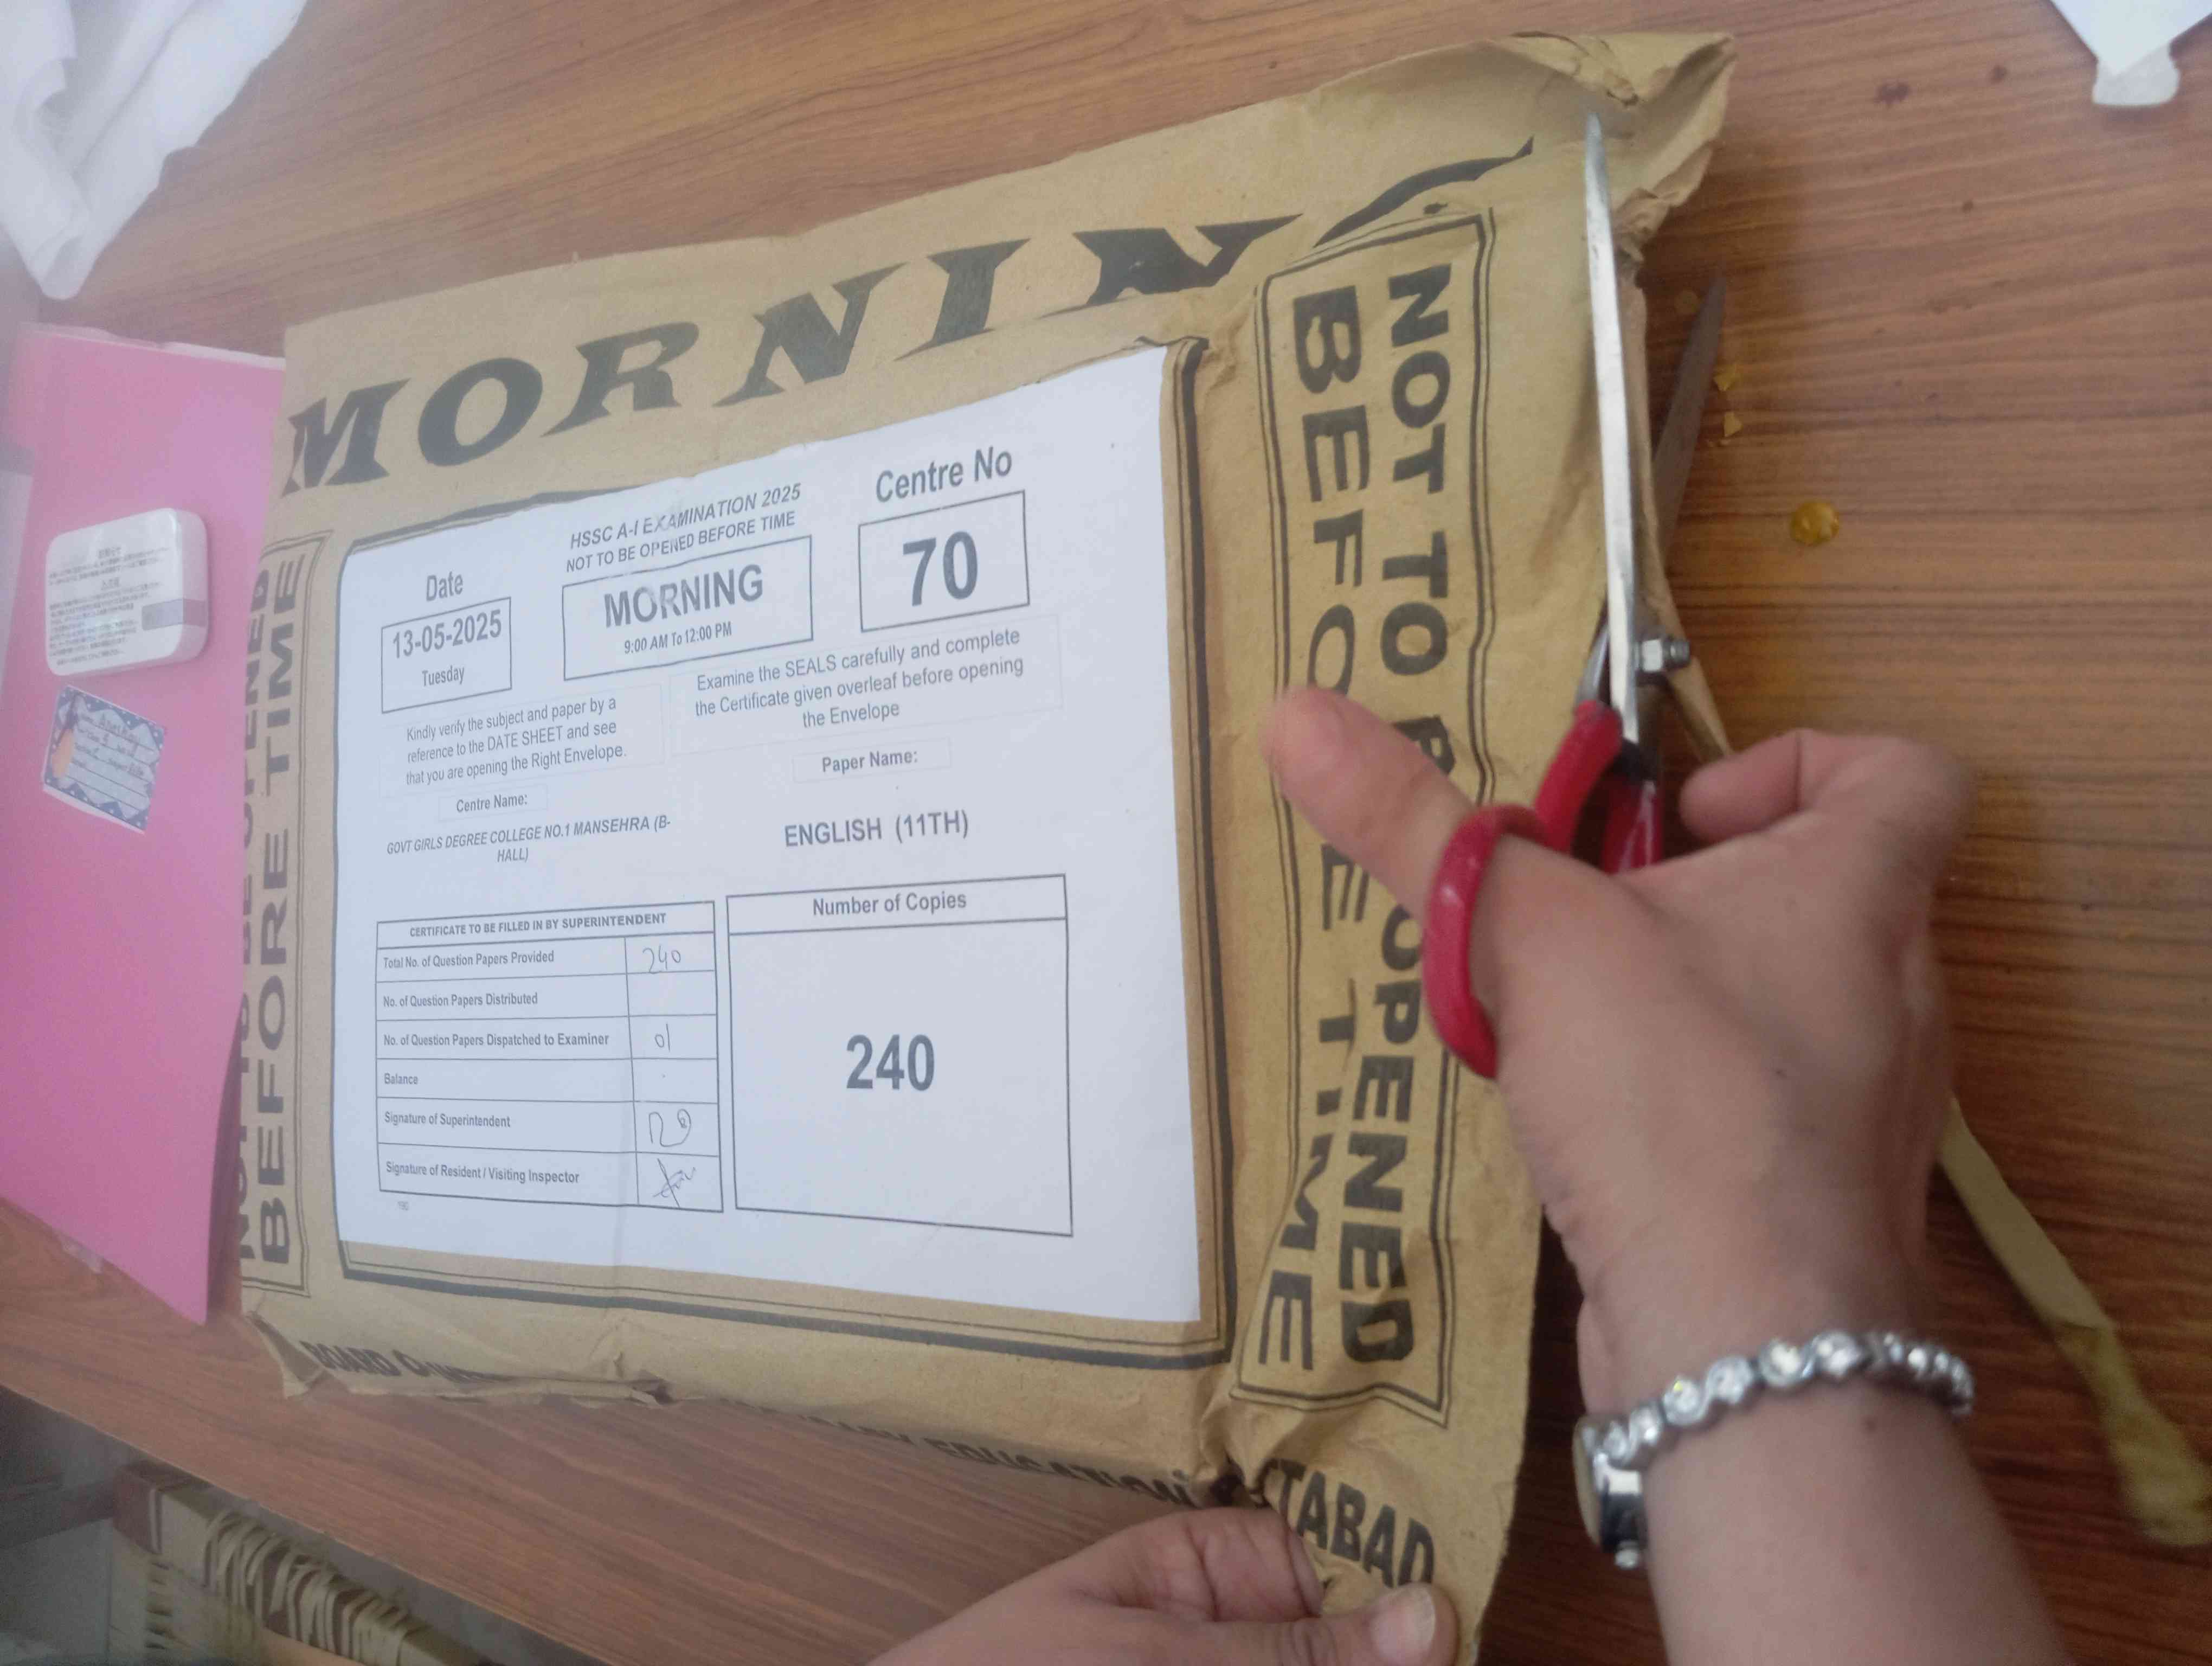 MORNIN
NOT TO BE OPENED
BEFORE TIME
HSSC A-I EXAMINATION 2025
NOT TO BE OPENED BEFORE TIME
Date
13-05-2025
Tuesday
MORNING
9:00 AM To 12:00 PM
Centre No
70
Kindly verify the subject and paper by a
reference to the DATE SHEET and see
that you are opening the Right Envelope.
Examine the SEALS carefully and complete
the Certificate given overleaf before opening
the Envelope
Centre Name:
GOVT GIRLS DEGREE COLLEGE NO.1 MANSEHRA (B-
HALL)
Paper Name:
ENGLISH (11TH)
CERTIFICATE TO BE FILLED IN BY SUPERINTENDENT
Total No. of Question Papers Provided 240
No. of Question Papers Distributed
No. of Question Papers Dispatched to Examiner 01
Balance
Signature of Superintendent
Signature of Resident / Visiting Inspector
Number of Copies
240
NOT TO OPENED
BEFORE TIME
BOARD
EDUCATION
TABAD